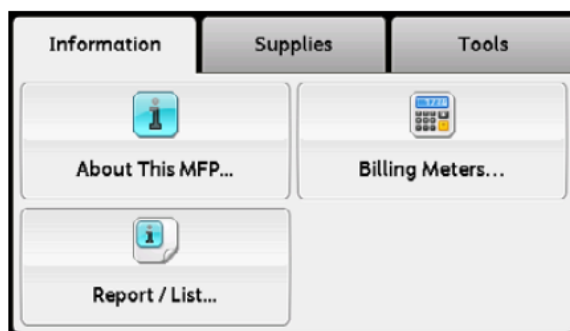 Information
Supplies
Tools
About This MFP...
Billing Meters...
Report / List...